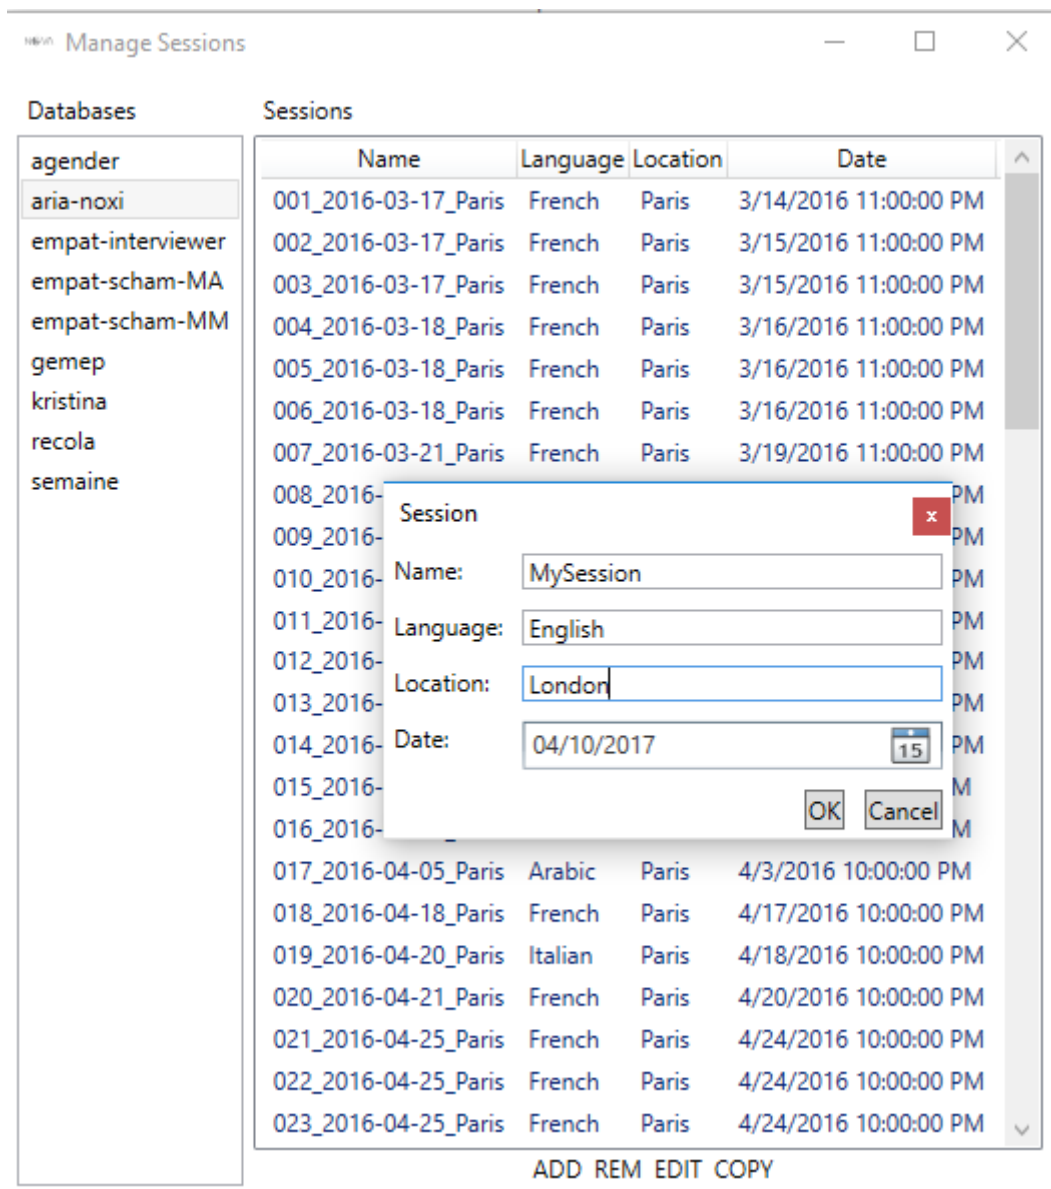 NOVA Manage Sessions
Databases
Sessions
agender
aria-noxi
empat-interviewer
empat-scham-MA
empat-scham-MM
gemep
kristina
recola
semaine
Name Language Location Date
001_2016-03-17_Paris French Paris 3/14/2016 11:00:00 PM
002_2016-03-17_Paris French Paris 3/15/2016 11:00:00 PM
003_2016-03-17_Paris French Paris 3/15/2016 11:00:00 PM
004_2016-03-18_Paris French Paris 3/16/2016 11:00:00 PM
005_2016-03-18_Paris French Paris 3/16/2016 11:00:00 PM
006_2016-03-18_Paris French Paris 3/16/2016 11:00:00 PM
007_2016-03-21_Paris French Paris 3/19/2016 11:00:00 PM
008_2016- PM
009_2016- PM
010_2016- PM
011_2016- PM
012_2016- PM
013_2016- PM
014_2016- PM
015_2016- M
016_2016- M
Session x
Name: MySession
Language: English
Location: London
Date: 04/10/2017 15
OK Cancel
017_2016-04-05_Paris Arabic Paris 4/3/2016 10:00:00 PM
018_2016-04-18_Paris French Paris 4/17/2016 10:00:00 PM
019_2016-04-20_Paris Italian Paris 4/18/2016 10:00:00 PM
020_2016-04-21_Paris French Paris 4/20/2016 10:00:00 PM
021_2016-04-25_Paris French Paris 4/24/2016 10:00:00 PM
022_2016-04-25_Paris French Paris 4/24/2016 10:00:00 PM
023_2016-04-25_Paris French Paris 4/24/2016 10:00:00 PM
ADD REM EDIT COPY